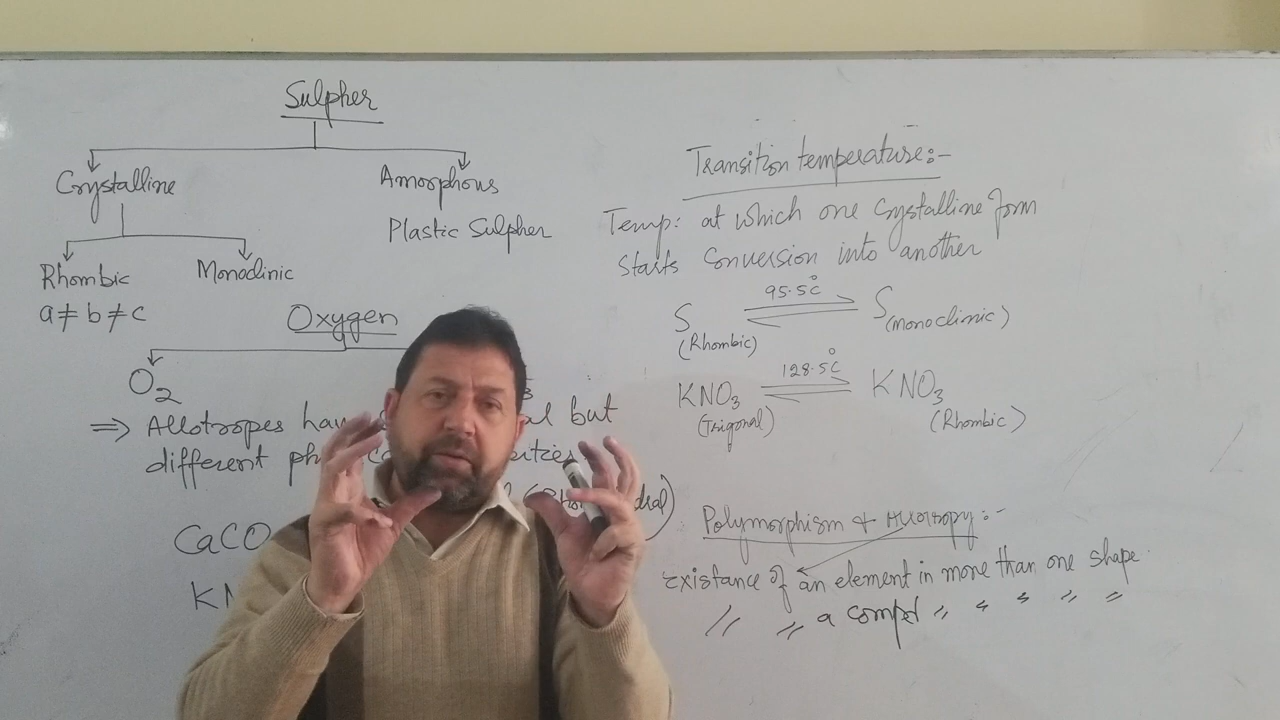 Sulpher
Crystalline
Amorphous
Plastic Sulpher
Rhombic
Monoclinic
a ≠ b ≠ c
Oxygen
O2
⇒ Allotropes have but
different
CaCO
KN
Transition temperature:-
Temp: at which one Crystalline form
starts Conversion into another
S (Rhombic) 95.5°C S (monoclinic)
KNO3 (Trigonal) 128.5°C KNO3 (Rhombic)
Polymorphism & Allotropy:-
Existance of an element in more than one shape
〃 〃 a compd 〃 〃 〃 〃 〃